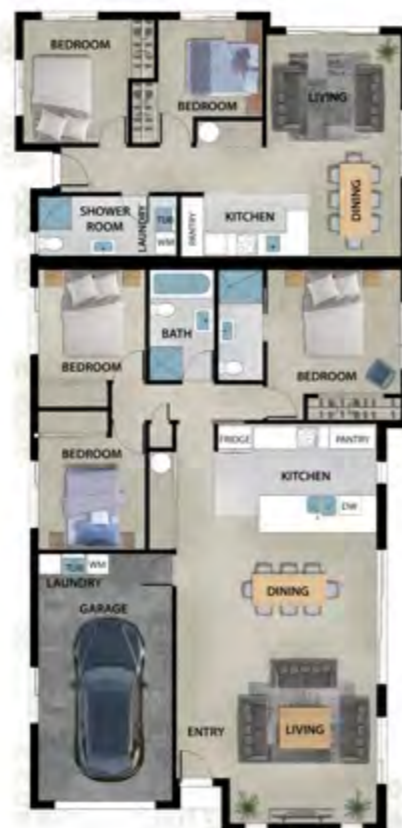 BEDROOM
BEDROOM
LIVING
DINING
SHOWER
ROOM
LAUNDRY
TUB
WM
PANTRY
KITCHEN
BEDROOM
BATH
BEDROOM
BEDROOM
FRIDGE
PANTRY
KITCHEN
DW
TUB
WM
LAUNDRY
GARAGE
DINING
ENTRY
LIVING